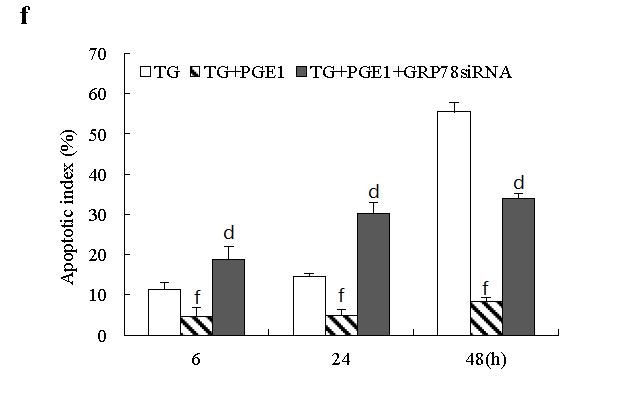 f
70
TG TG+PGE1 TG+PGE1+GRP78siRNA
60
50
40
30
20
10
0
Apoptotic index (%)
d
d
d
f
f
f
6 24 48(h)